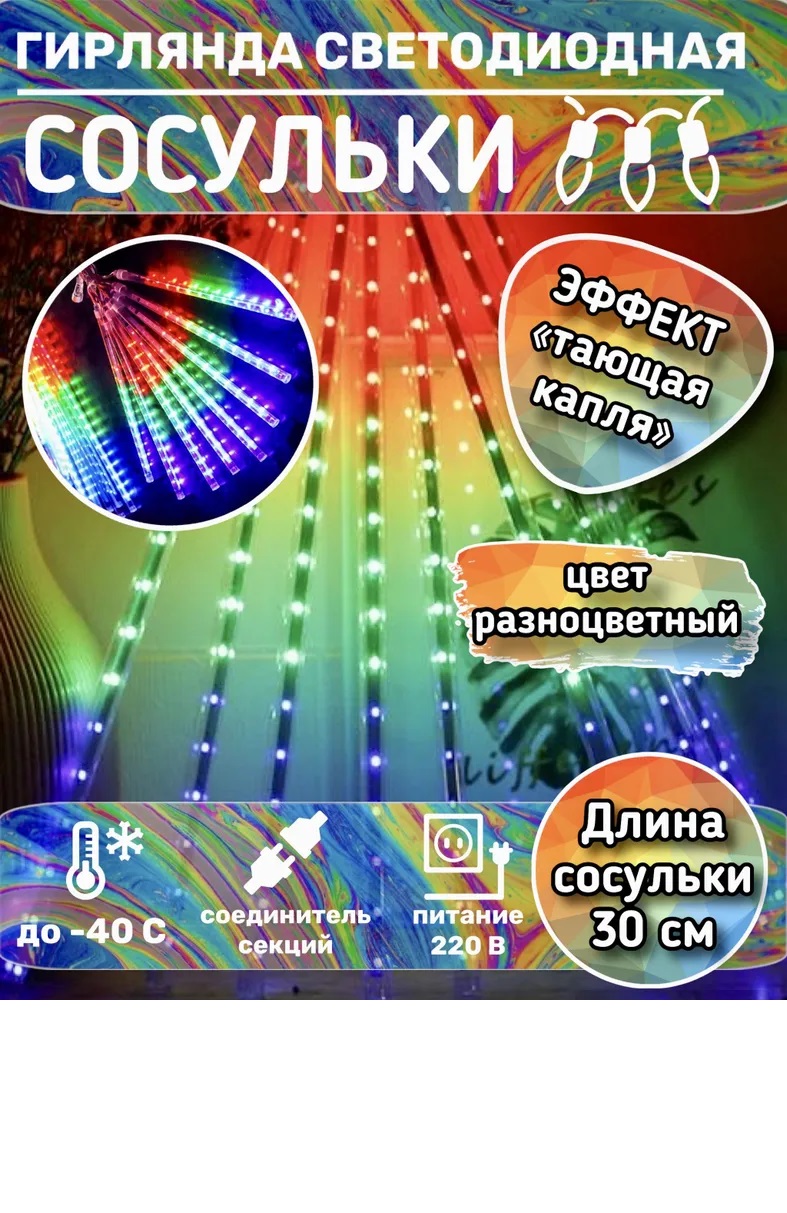 ГИРЛЯНДА СВЕТОДИОДНАЯ
СОСУЛЬКИ
ЭФФЕКТ
«тающая
капля»
цвет
разноцветный
Длина
сосульки
30 см
до -40 С
соединитель
секций
питание
220 В